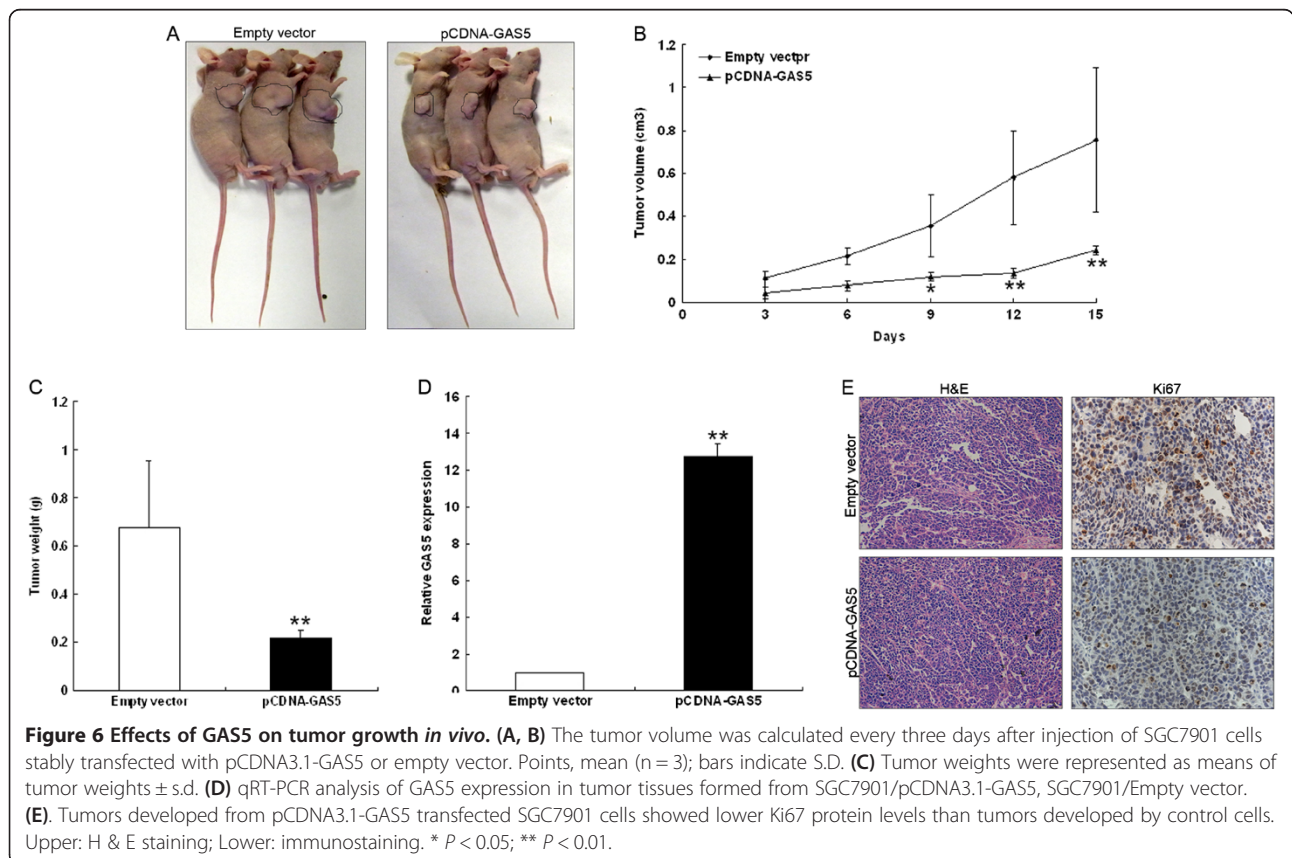 A
Empty vector
pCDNA-GAS5
B
Empty vectpr
pCDNA-GAS5
Tumor volume (cm3)
1.2
1
0.8
0.6
0.4
0.2
0
0
3
6
9
12
15
*
**
**
Days
C
Tumor weight (g)
1.2
1
0.8
0.6
0.4
0.2
0
**
Empty vector
pCDNA-GAS5
D
Relative GAS5 expression
16
14
12
10
8
6
4
2
0
**
Empty vector
pCDNA-GAS5
E
H&E
Ki67
Empty vector
pCDNA-GAS5
Figure 6 Effects of GAS5 on tumor growth in vivo. (A, B) The tumor volume was calculated every three days after injection of SGC7901 cells
stably transfected with pCDNA3.1-GAS5 or empty vector. Points, mean (n = 3); bars indicate S.D. (C) Tumor weights were represented as means of
tumor weights ± s.d. (D) qRT-PCR analysis of GAS5 expression in tumor tissues formed from SGC7901/pCDNA3.1-GAS5, SGC7901/Empty vector.
(E). Tumors developed from pCDNA3.1-GAS5 transfected SGC7901 cells showed lower Ki67 protein levels than tumors developed by control cells.
Upper: H & E staining; Lower: immunostaining. * P < 0.05; ** P < 0.01.